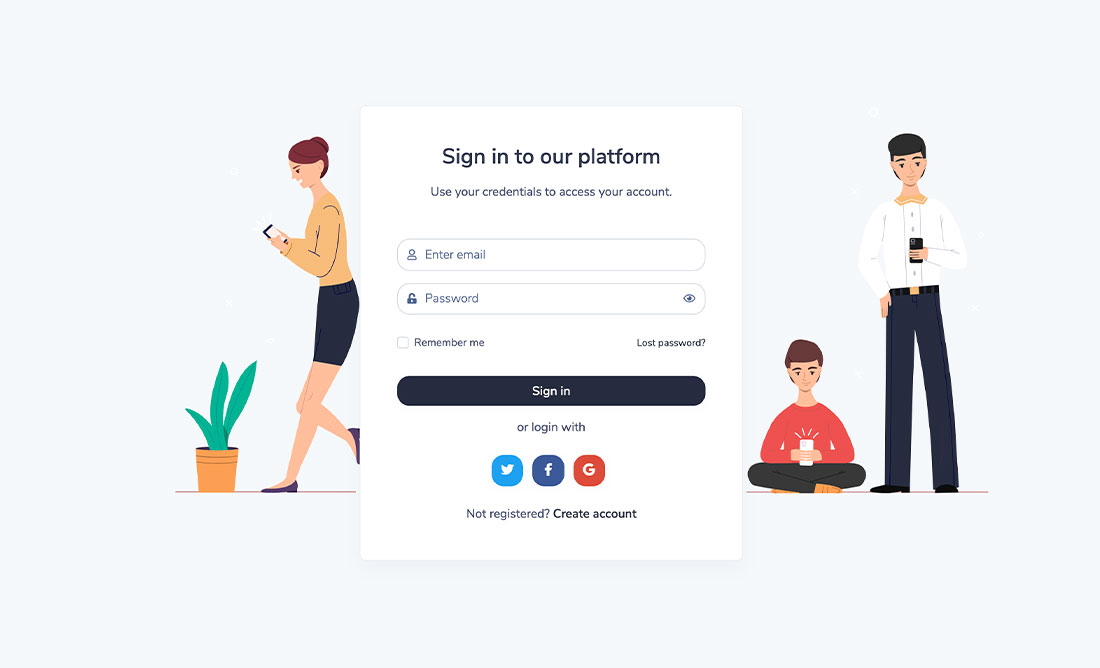 Sign in to our platform
Use your credentials to access your account.
Enter email
Password
Remember me
Lost password?
Sign in
or login with
Not registered? Create account